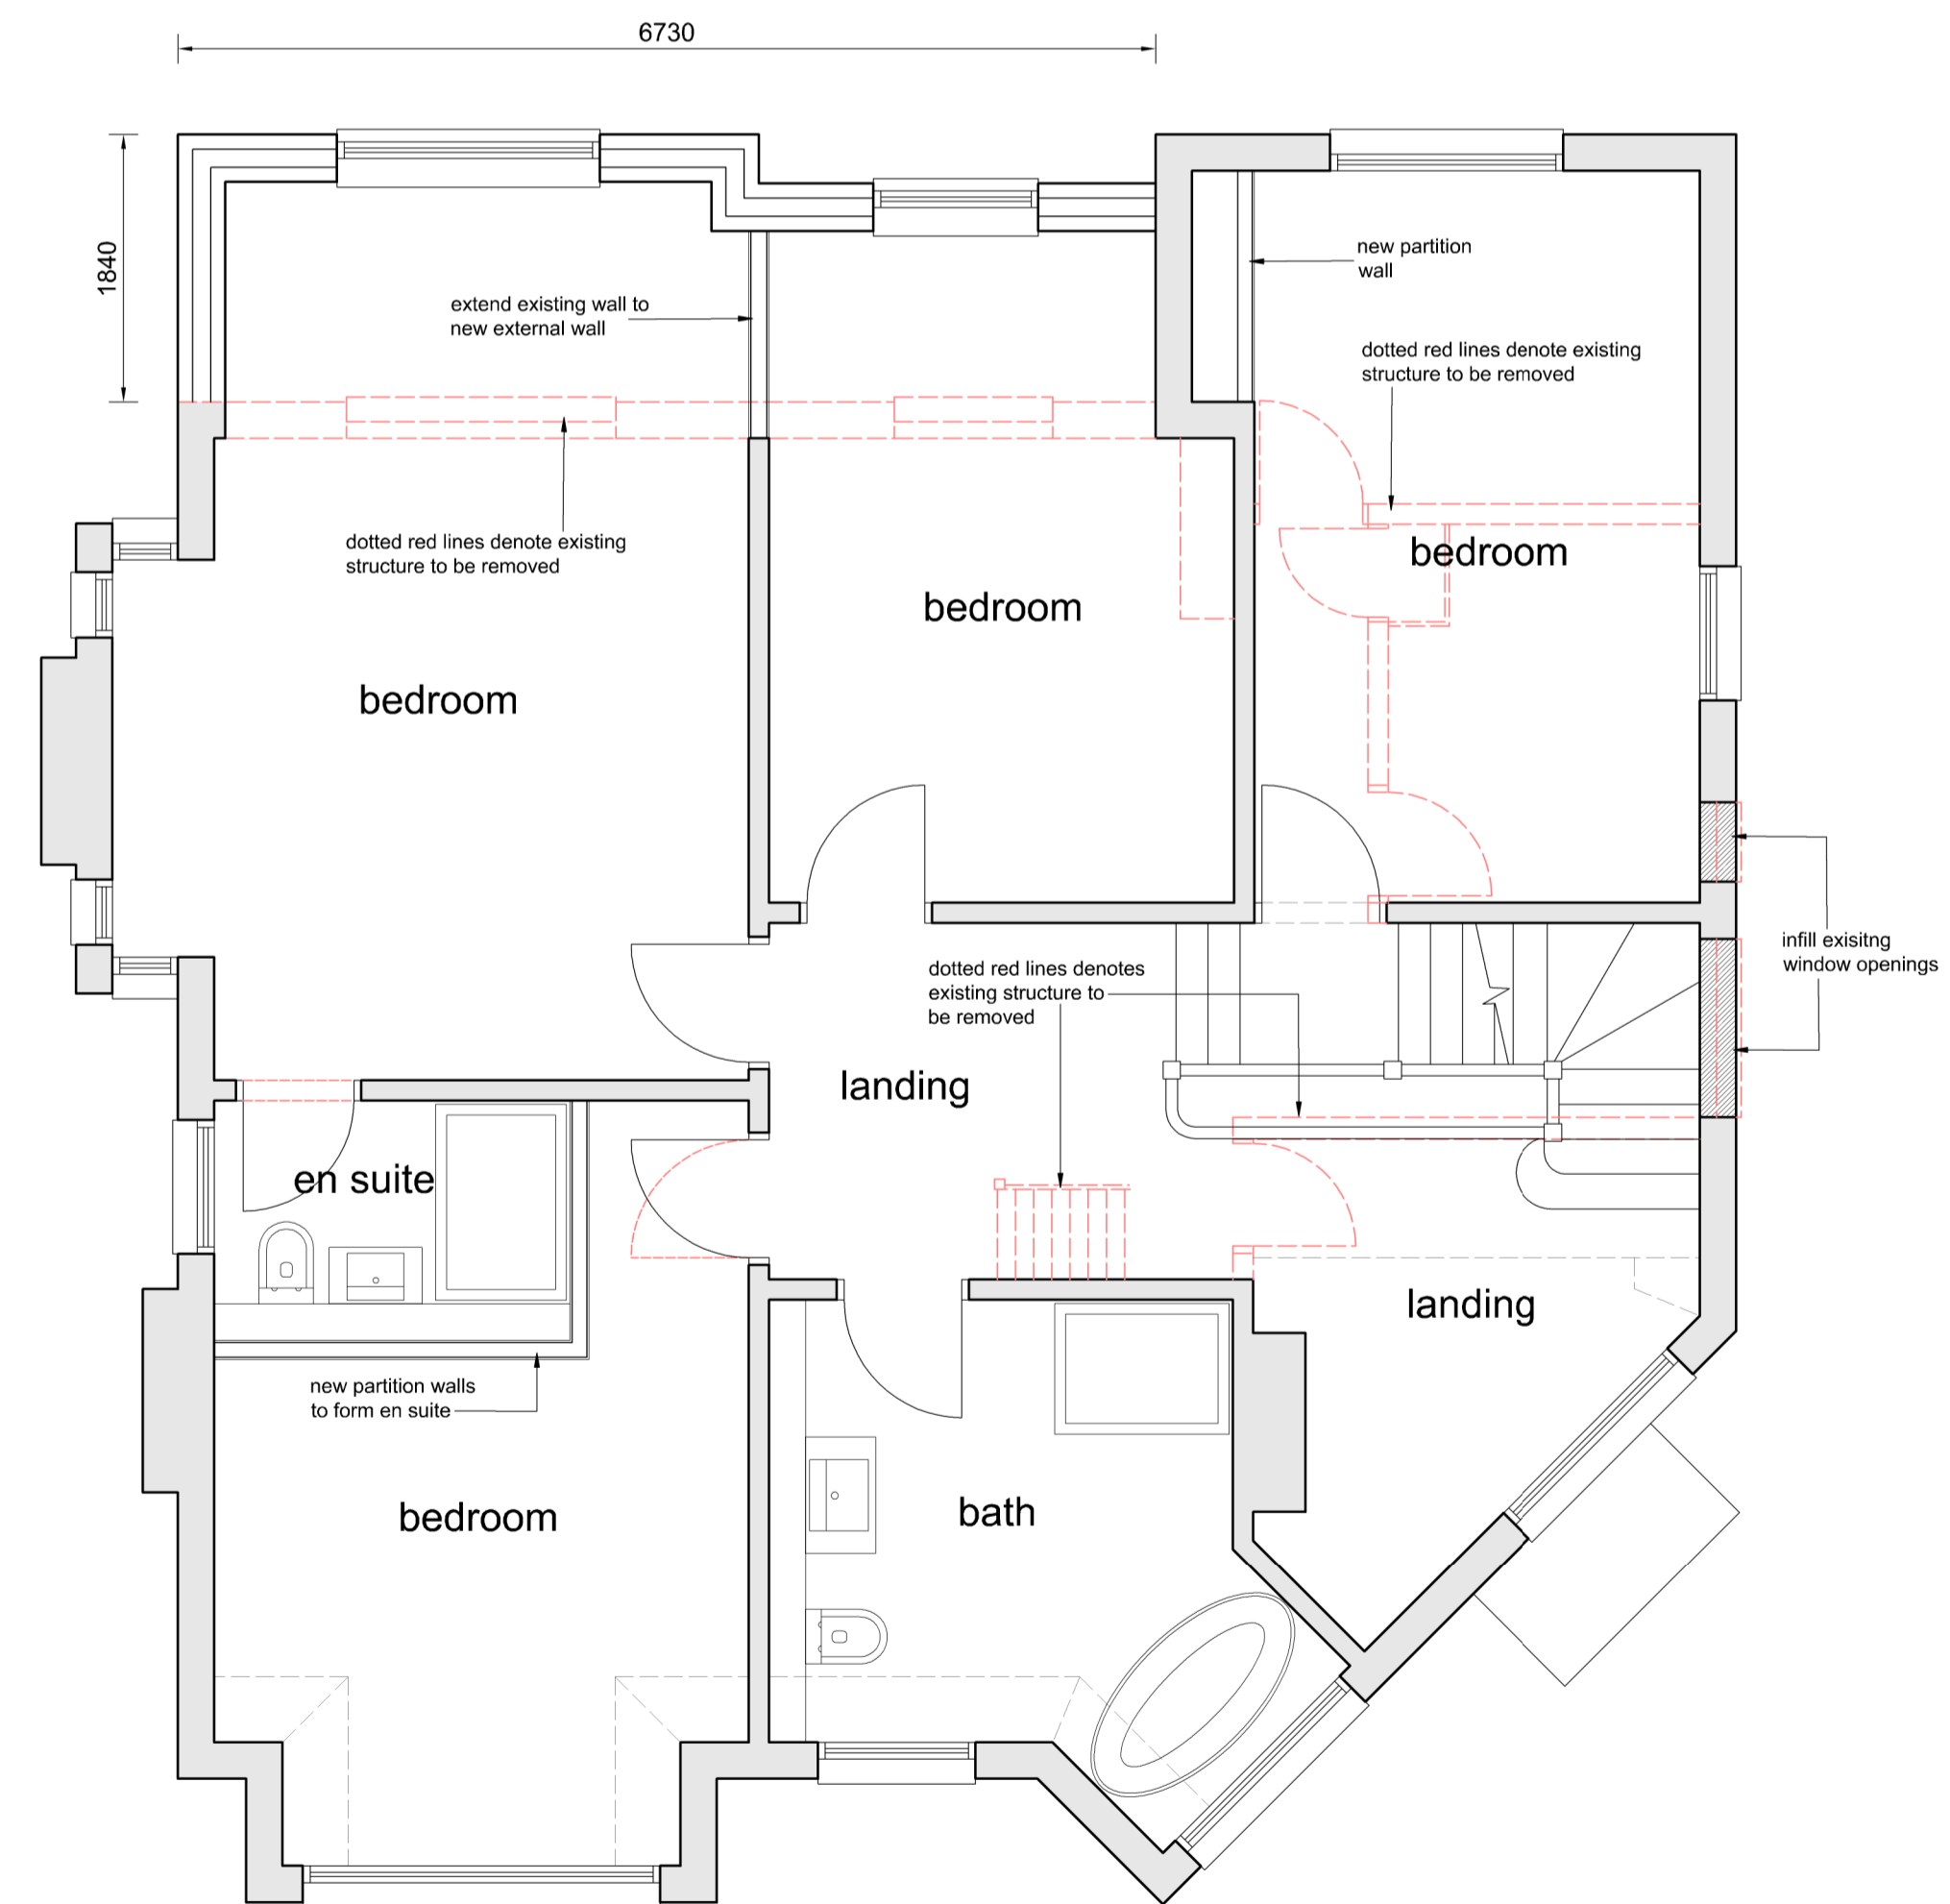 6730
1840
new partition
wall
extend existing wall to
new external wall
dotted red lines denote existing
structure to be removed
dotted red lines denote existing
structure to be removed
bedroom
bedroom
bedroom
infill exisitng
window openings
dotted red lines denotes
existing structure to
be removed
landing
en suite
landing
new partition walls
to form en suite
bedroom
bath